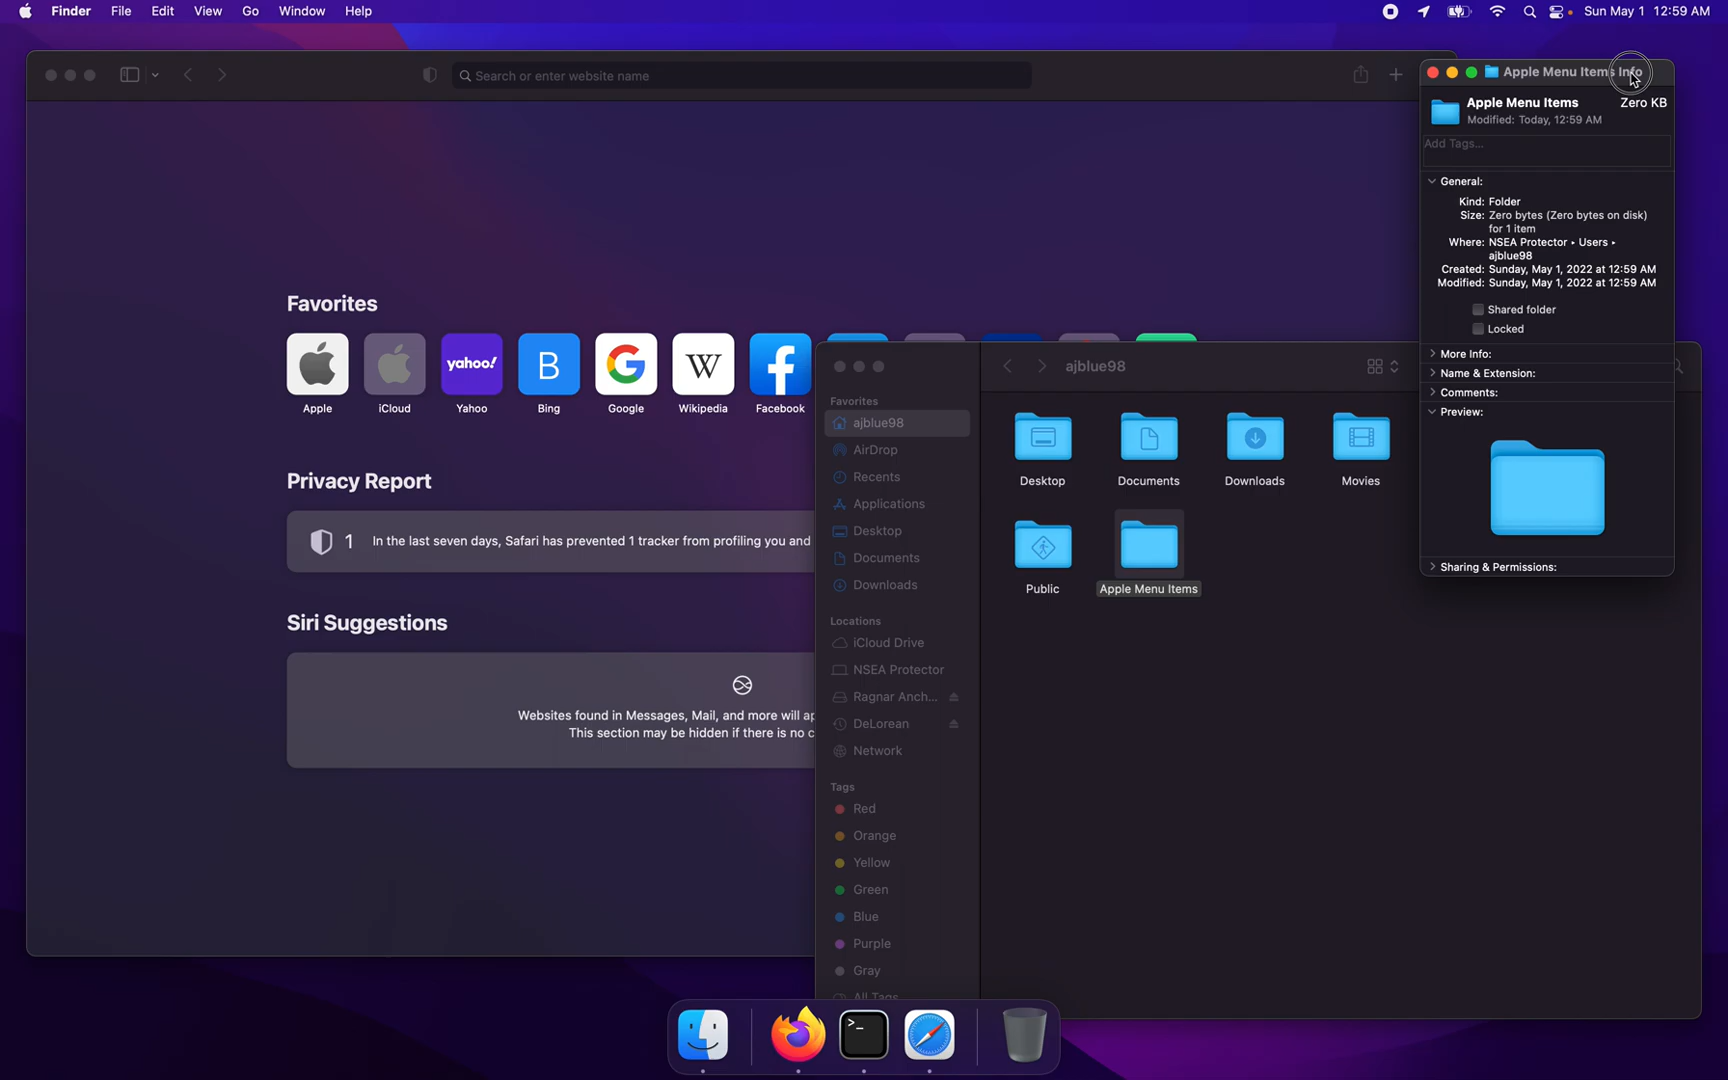 Finder File Edit View Go Window Help
Sun May 1 12:59 AM
Search or enter website name
Favorites
Apple
iCloud
yahoo!
Yahoo
B
Bing
G
Google
W
Wikipedia
f
Facebook
Privacy Report
1 In the last seven days, Safari has prevented 1 tracker from profiling you and
Siri Suggestions
Websites found in Messages, Mail, and more will ap
This section may be hidden if there is no c
ajblue98
Favorites
ajblue98
AirDrop
Recents
Applications
Desktop
Documents
Downloads
Locations
iCloud Drive
NSEA Protector
Ragnar Anch...
DeLorean
Network
Tags
Red
Orange
Yellow
Green
Blue
Purple
Gray
All Tags
Desktop
Documents
Downloads
Movies
Public
Apple Menu Items
Apple Menu Items Info
Apple Menu Items Zero KB
Modified: Today, 12:59 AM
Add Tags...
General:
Kind: Folder
Size: Zero bytes (Zero bytes on disk)
for 1 item
Where: NSEA Protector ▸ Users ▸
ajblue98
Created: Sunday, May 1, 2022 at 12:59 AM
Modified: Sunday, May 1, 2022 at 12:59 AM
Shared folder
Locked
More Info:
Name & Extension:
Comments:
Preview:
Sharing & Permissions:
>_